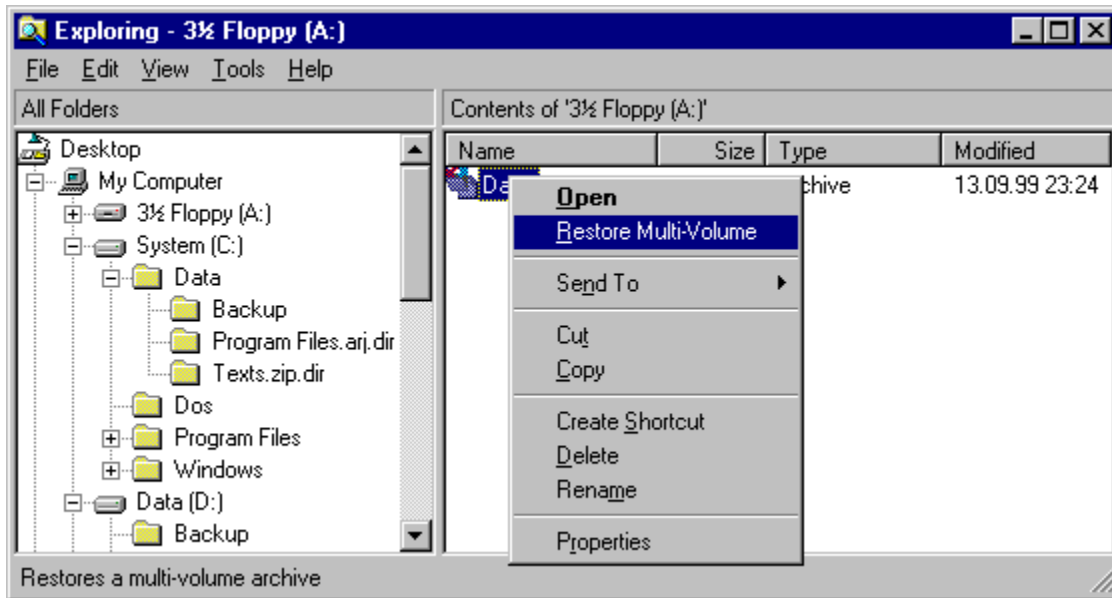 Exploring - 3½ Floppy (A:)
File Edit View Tools Help
All Folders
Contents of '3½ Floppy (A:)'
Desktop
My Computer
3½ Floppy (A:)
System (C:)
Data
Backup
Program Files.arj.dir
Texts.zip.dir
Dos
Program Files
Windows
Data (D:)
Backup
Name Size Type Modified
13.09.99 23:24
Open
Restore Multi-Volume
Send To
Cut
Copy
Create Shortcut
Delete
Rename
Properties
Restores a multi-volume archive